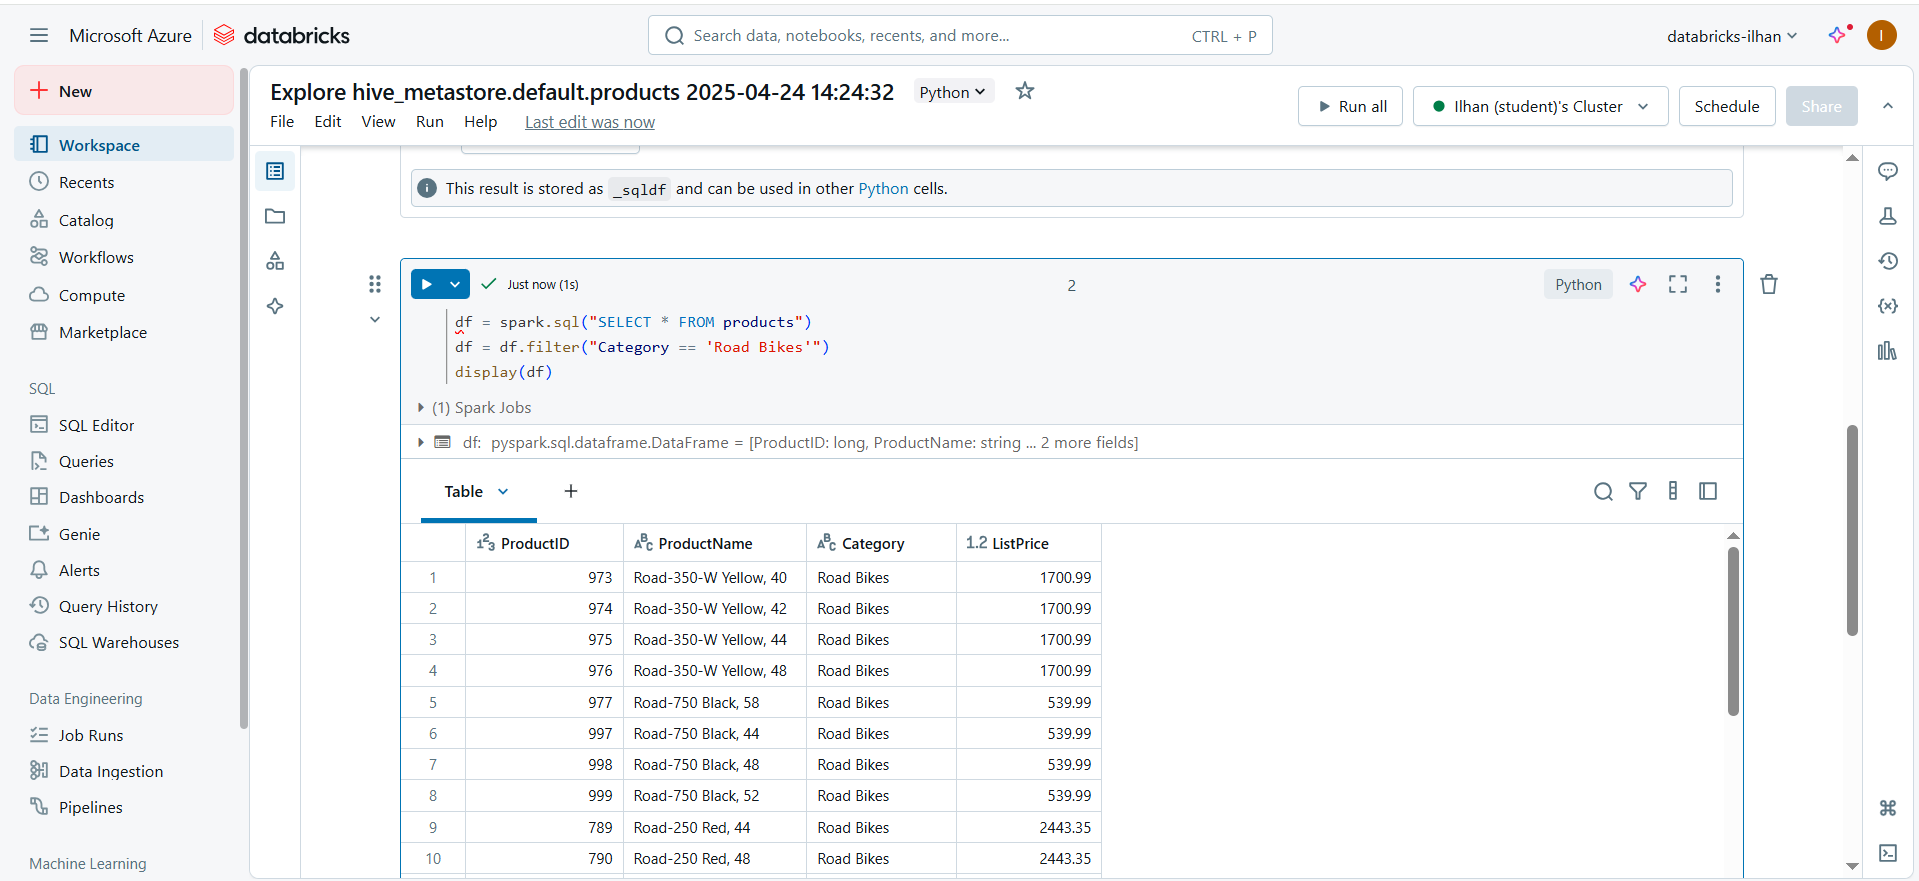 Microsoft Azure databricks
Search data, notebooks, recents, and more... CTRL + P
databricks-ilhan
I
New
Workspace
Recents
Catalog
Workflows
Compute
Marketplace
SQL
SQL Editor
Queries
Dashboards
Genie
Alerts
Query History
SQL Warehouses
Data Engineering
Job Runs
Data Ingestion
Pipelines
Machine Learning
Explore hive_metastore.default.products 2025-04-24 14:24:32 Python
File Edit View Run Help Last edit was now
Run all Ilhan (student)'s Cluster Schedule Share
This result is stored as _sqldf and can be used in other Python cells.
Just now (1s) 2 Python
df = spark.sql("SELECT * FROM products")
df = df.filter("Category == 'Road Bikes'")
display(df)
(1) Spark Jobs
df: pyspark.sql.dataframe.DataFrame = [ProductID: long, ProductName: string ... 2 more fields]
Table +
123 ProductID ABC ProductName ABC Category 1.2 ListPrice
1 973 Road-350-W Yellow, 40 Road Bikes 1700.99
2 974 Road-350-W Yellow, 42 Road Bikes 1700.99
3 975 Road-350-W Yellow, 44 Road Bikes 1700.99
4 976 Road-350-W Yellow, 48 Road Bikes 1700.99
5 977 Road-750 Black, 58 Road Bikes 539.99
6 997 Road-750 Black, 44 Road Bikes 539.99
7 998 Road-750 Black, 48 Road Bikes 539.99
8 999 Road-750 Black, 52 Road Bikes 539.99
9 789 Road-250 Red, 44 Road Bikes 2443.35
10 790 Road-250 Red, 48 Road Bikes 2443.35